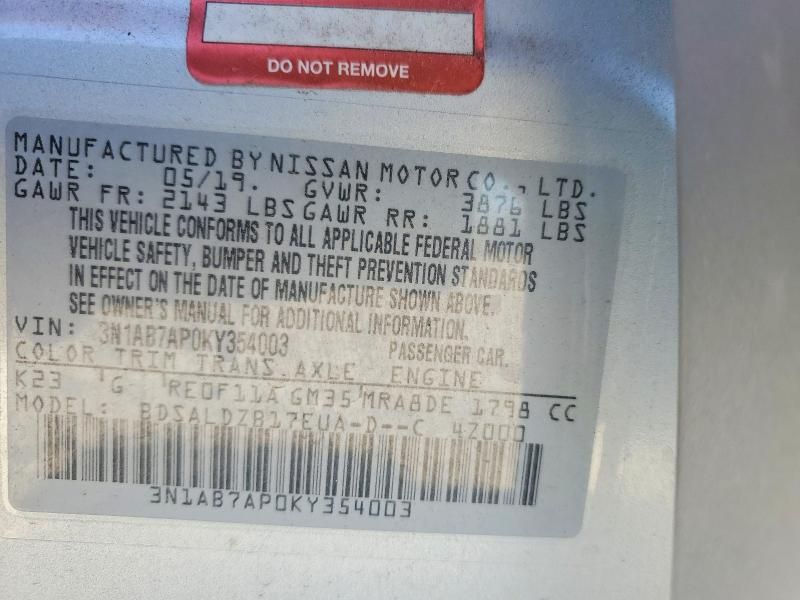 DO NOT REMOVE
MANUFACTURED BY NISSAN MOTOR CO., LTD.
DATE: 05/19. GVWR: 3876 LBS
GAWR FR: 2143 LBS GAWR RR: 1881 LBS
THIS VEHICLE CONFORMS TO ALL APPLICABLE FEDERAL MOTOR
VEHICLE SAFETY, BUMPER AND THEFT PREVENTION STANDARDS
IN EFFECT ON THE DATE OF MANUFACTURE SHOWN ABOVE.
SEE OWNER'S MANUAL FOR ADDITIONAL INFORMATION.
VIN: 3N1AB7AP0KY354003 PASSENGER CAR.
COLOR TRIM TRANS. AXLE ENGINE
K23 G RE0F11A GM35 MRA8DE 1798 CC
MODEL: BDSALDZB17EUA-D--C 4Z000
3N1AB7AP0KY354003